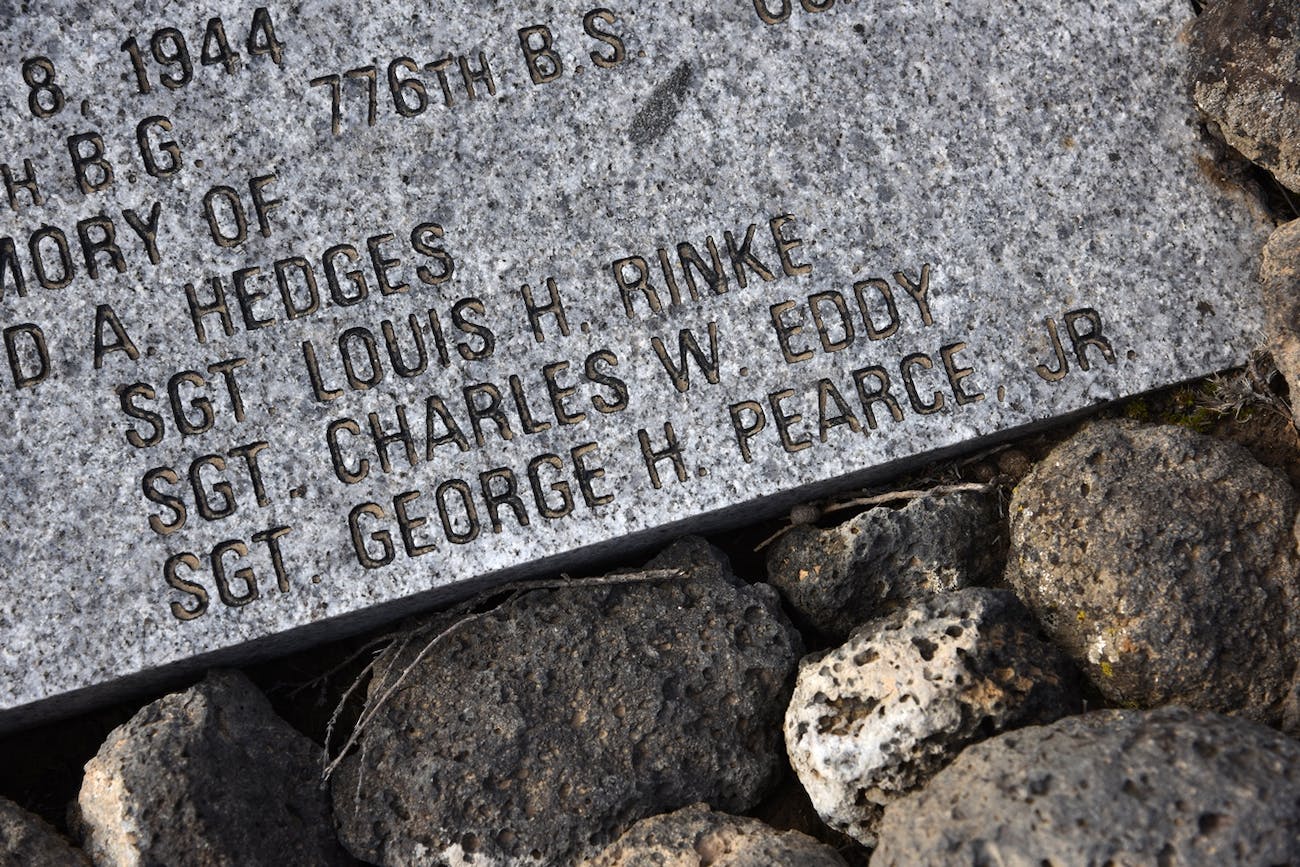 8, 1944
H B.G. 776TH B.S.
MORY OF
D A. HEDGES
SGT. LOUIS H. RINKE
SGT. CHARLES W. EDDY
SGT. GEORGE H. PEARCE, JR